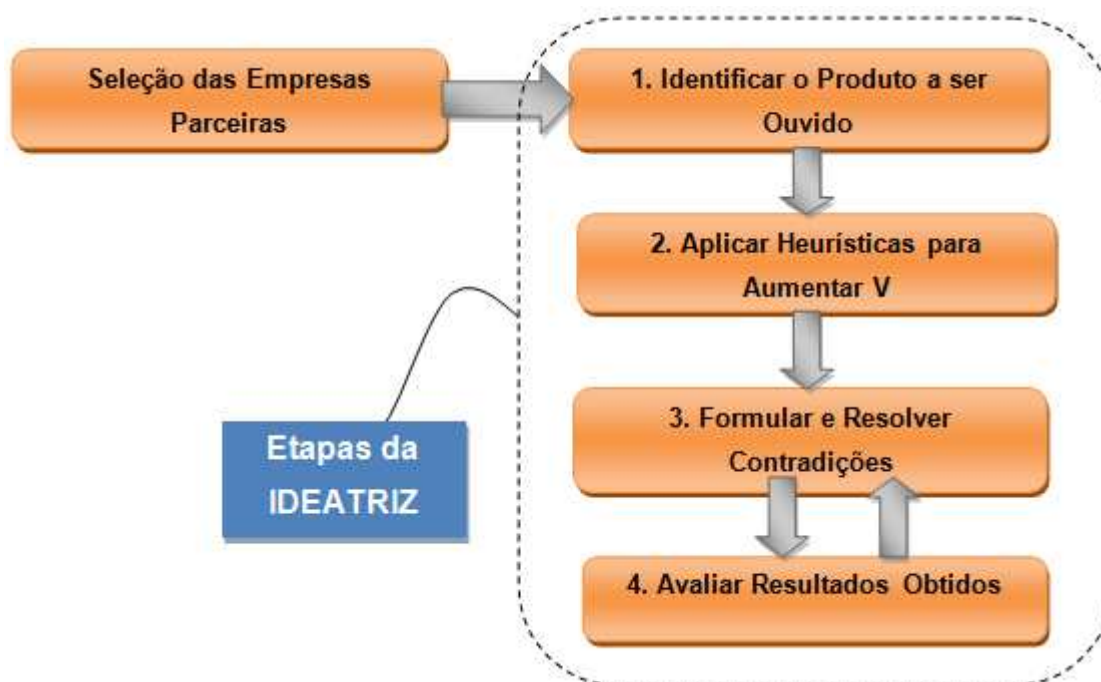 Seleção das Empresas
Parceiras
1. Identificar o Produto a ser
Ouvido
2. Aplicar Heurísticas para
Aumentar V
3. Formular e Resolver
Contradições
4. Avaliar Resultados Obtidos
Etapas da
IDEATRIZ